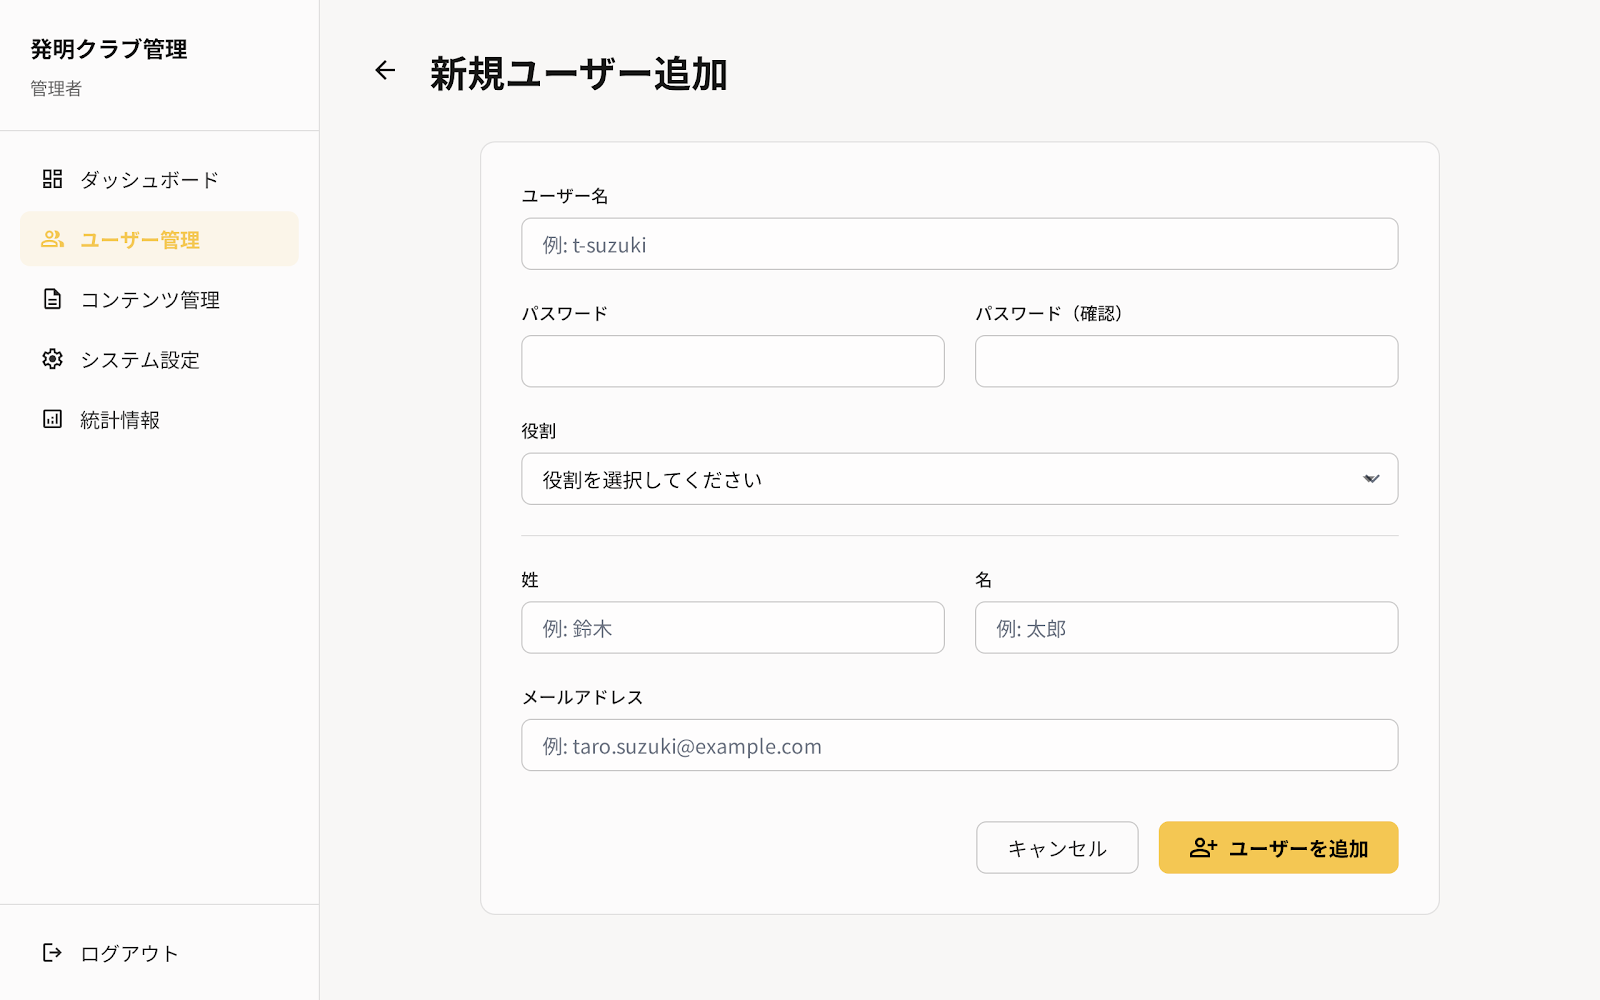 発明クラブ管理
管理者
ダッシュボード
ユーザー管理
コンテンツ管理
システム設定
統計情報
ログアウト
新規ユーザー追加
ユーザー名
例: t-suzuki
パスワード
パスワード（確認）
役割
役割を選択してください
姓
名
例: 鈴木
例: 太郎
メールアドレス
例: taro.suzuki@example.com
キャンセル
ユーザーを追加